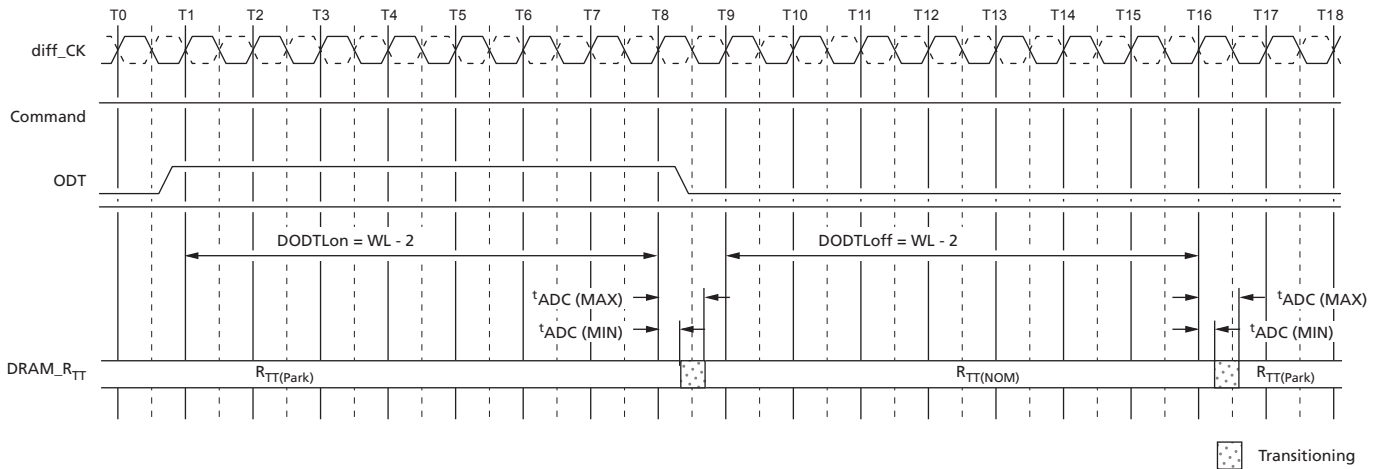 T0 T1 T2 T3 T4 T5 T6 T7 T8 T9 T10 T11 T12 T13 T14 T15 T16 T17 T18
diff_CK
Command
ODT
DODTLon = WL - 2 DODTLoff = WL - 2
tADC (MAX) tADC (MAX)
tADC (MIN) tADC (MIN)
DRAM_RTT RTT(Park) RTT(NOM) RTT(Park)
Transitioning